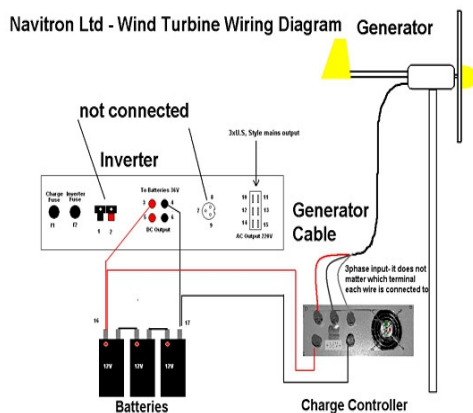 Navitron Ltd - Wind Turbine Wiring Diagram
Generator
not connected
3xU.S, Style mains output
Inverter
Charge Fuse
Inverter Fuse
To Batteries 36V
3
4
8
10
11
7
12
13
5
6
14
15
f1
f2
1
2
DC Output
9
AC Output 220V
Generator
Cable
3phase input- it does not
matter which terminal
each wire is connected to
16
17
12V
12V
12V
Batteries
Charge Controller